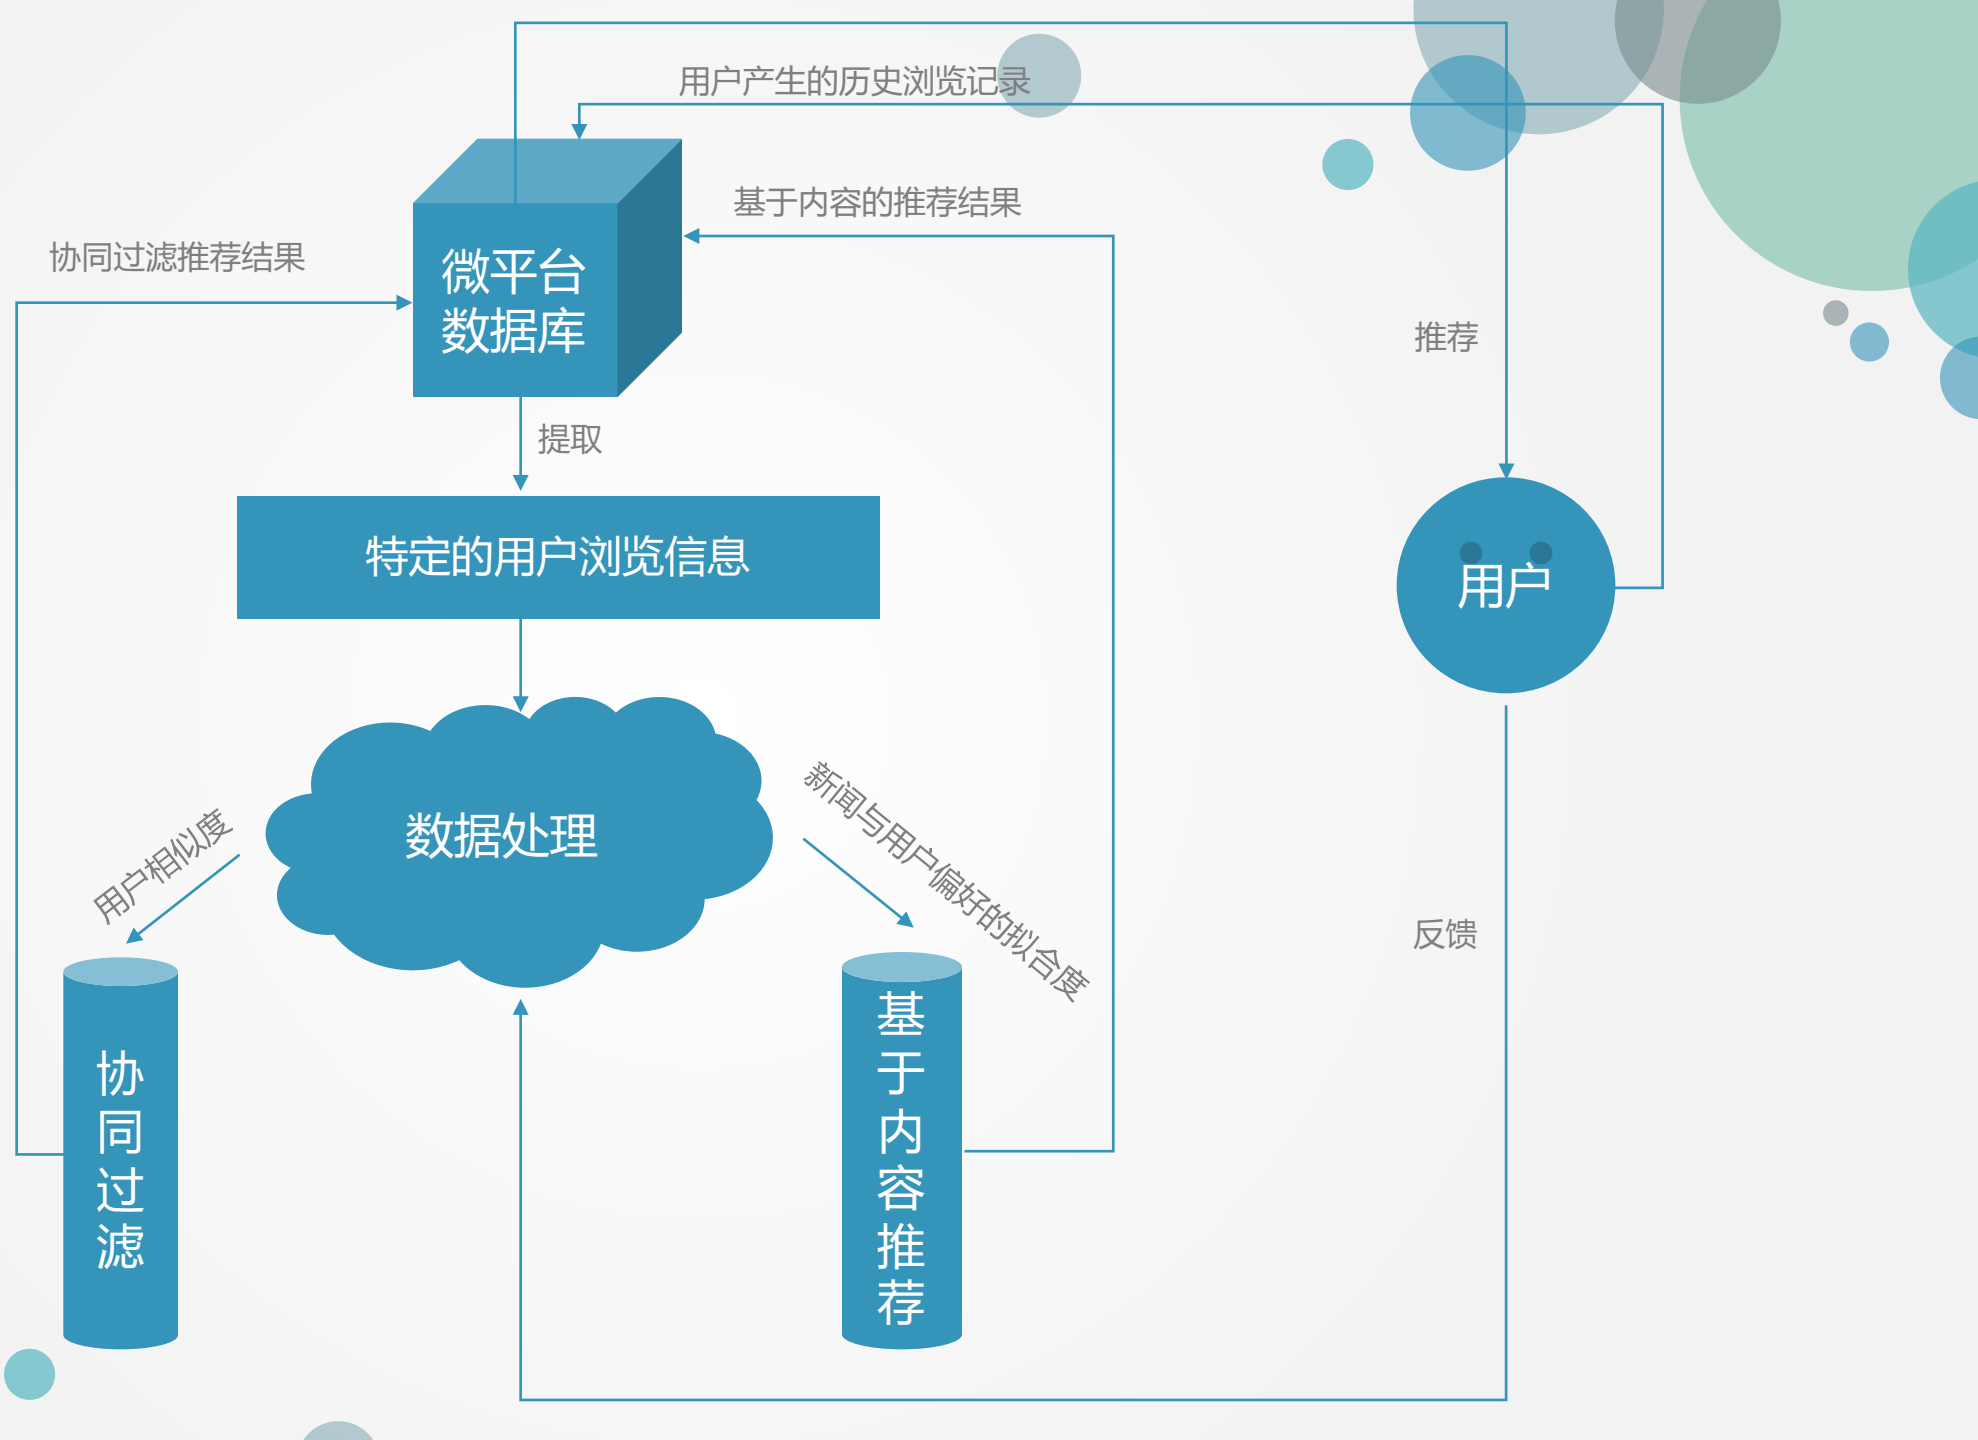 用户产生的历史浏览记录
基于内容的推荐结果
协同过滤推荐结果
微平台
数据库
推荐
提取
特定的用户浏览信息
用户
数据处理
用户相似度
新闻与用户偏好的拟合度
反馈
协同过滤
基于内容推荐